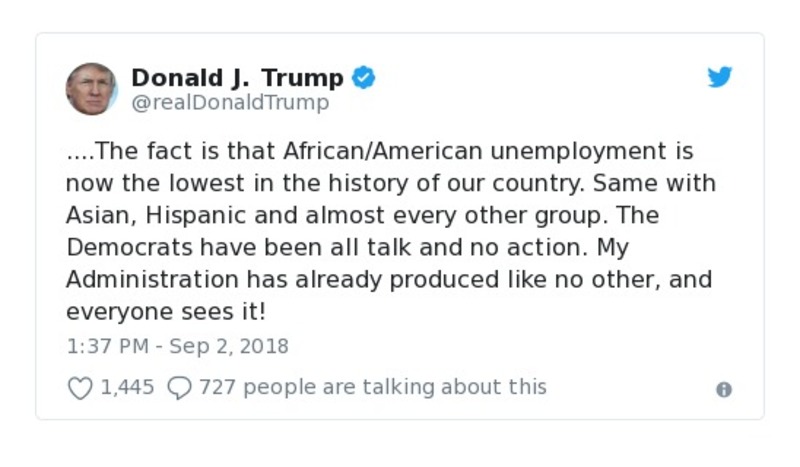 Donald J. Trump
@realDonaldTrump
....The fact is that African/American unemployment is
now the lowest in the history of our country. Same with
Asian, Hispanic and almost every other group. The
Democrats have been all talk and no action. My
Administration has already produced like no other, and
everyone sees it!
1:37 PM - Sep 2, 2018
1,445 727 people are talking about this